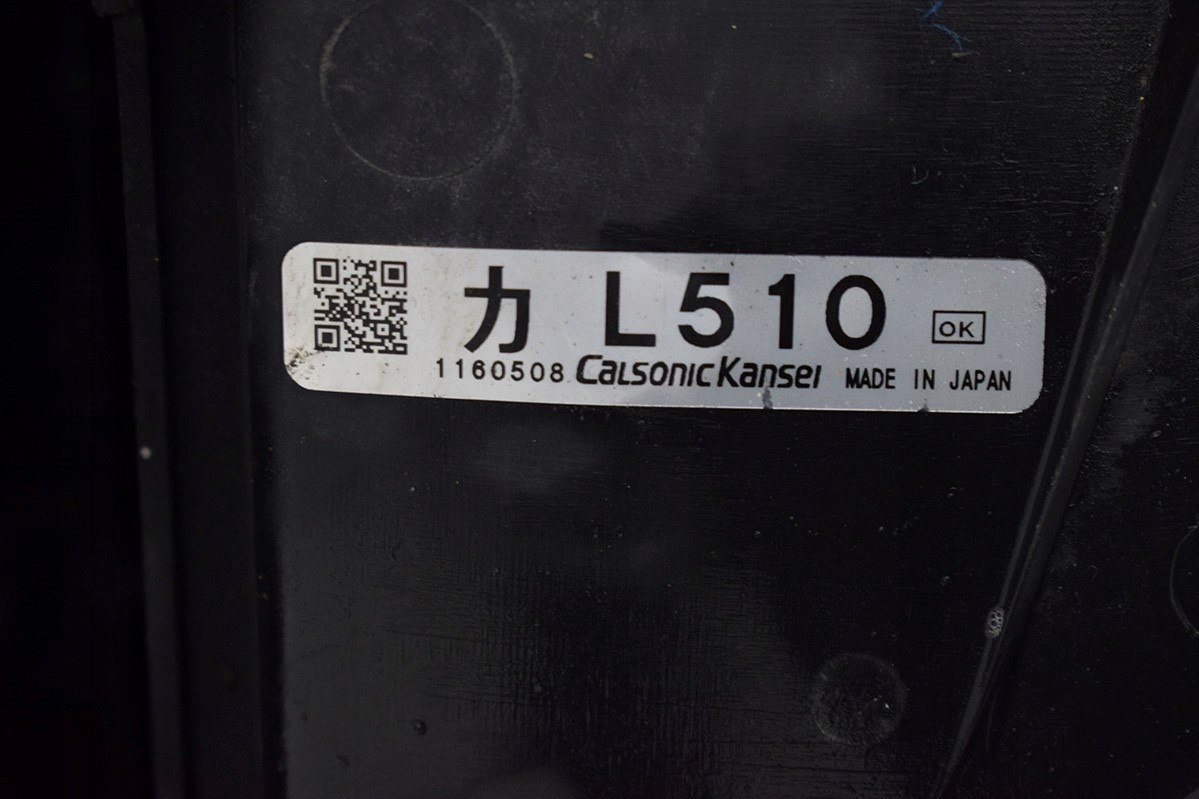 カ L510 OK
1160508 CalsonicKansei MADE IN JAPAN